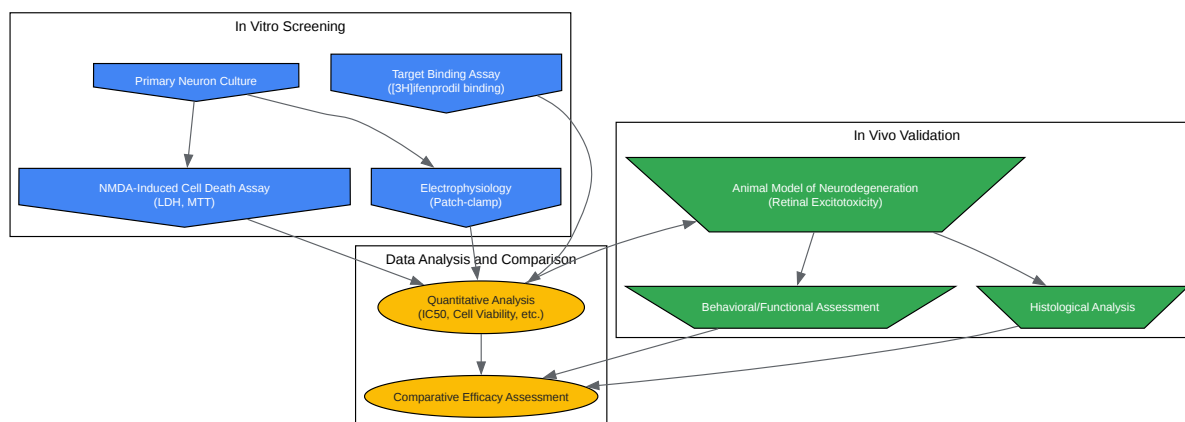 In Vitro Screening
Primary Neuron Culture
Target Binding Assay
([3H]ifenprodil binding)
NMDA-Induced Cell Death Assay
(LDH, MTT)
Electrophysiology
(Patch-clamp)
In Vivo Validation
Animal Model of Neurodegeneration
(Retinal Excitotoxicity)
Behavioral/Functional Assessment
Histological Analysis
Data Analysis and Comparison
Quantitative Analysis
(IC50, Cell Viability, etc.)
Comparative Efficacy Assessment